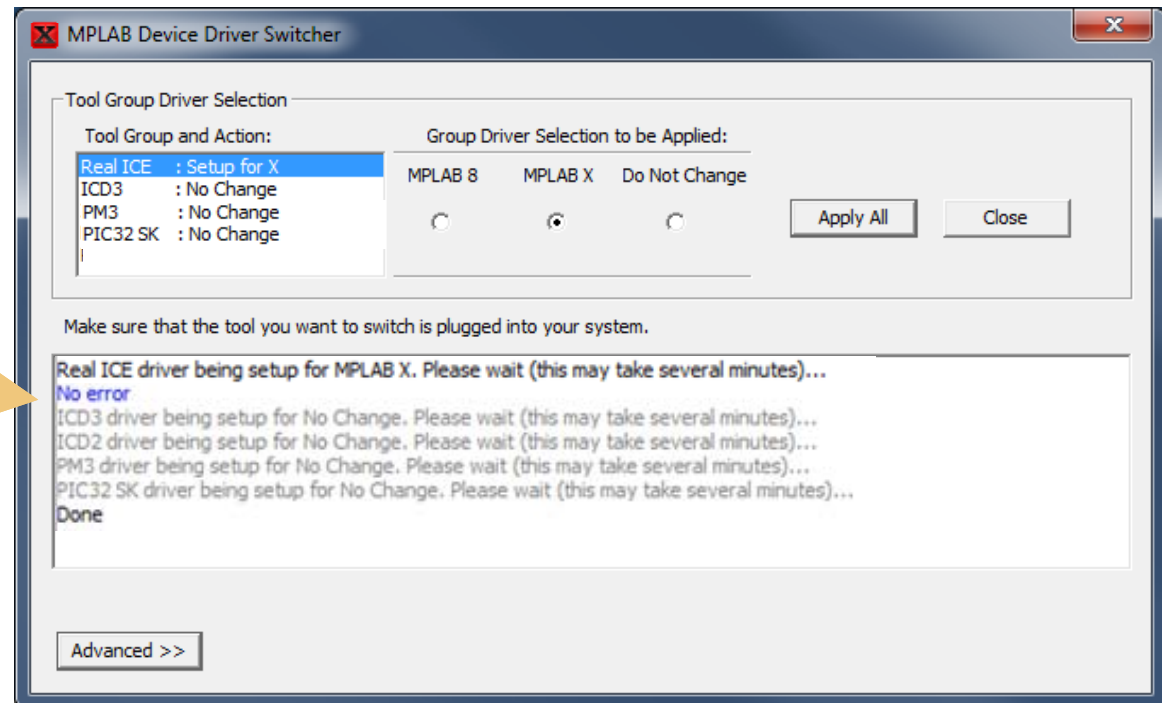 MPLAB Device Driver Switcher
Tool Group Driver Selection
Tool Group and Action:
Real ICE : Setup for X
ICD3 : No Change
PM3 : No Change
PIC32 SK : No Change
Group Driver Selection to be Applied:
MPLAB 8 MPLAB X Do Not Change
Apply All Close
Make sure that the tool you want to switch is plugged into your system.
Real ICE driver being setup for MPLAB X. Please wait (this may take several minutes)...
No error
ICD3 driver being setup for No Change. Please wait (this may take several minutes)...
ICD2 driver being setup for No Change. Please wait (this may take several minutes)...
PM3 driver being setup for No Change. Please wait (this may take several minutes)...
PIC32 SK driver being setup for No Change. Please wait (this may take several minutes)...
Done
Advanced >>